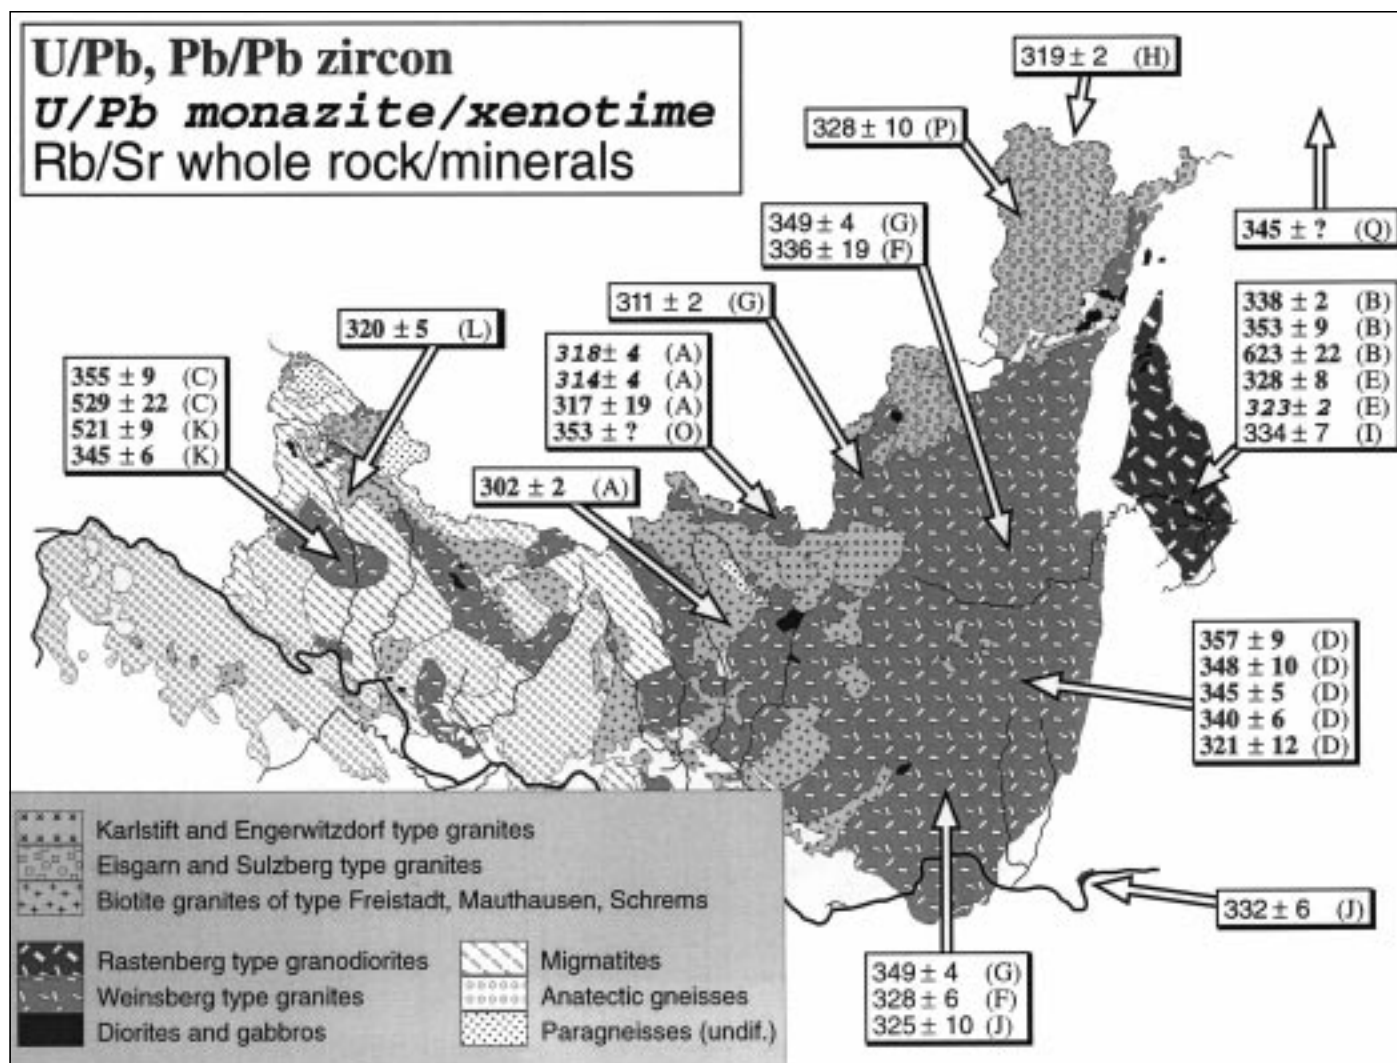 U/Pb, Pb/Pb zircon
U/Pb monazite/xenotime
Rb/Sr whole rock/minerals
319 ± 2 (H)
328 ± 10 (P)
349 ± 4 (G)
336 ± 19 (F)
345 ± ? (Q)
311 ± 2 (G)
338 ± 2 (B)
353 ± 9 (B)
623 ± 22 (B)
328 ± 8 (E)
323 ± 2 (E)
334 ± 7 (I)
320 ± 5 (L)
318 ± 4 (A)
314 ± 4 (A)
317 ± 19 (A)
353 ± ? (O)
355 ± 9 (C)
529 ± 22 (C)
521 ± 9 (K)
345 ± 6 (K)
302 ± 2 (A)
357 ± 9 (D)
348 ± 10 (D)
345 ± 5 (D)
340 ± 6 (D)
321 ± 12 (D)
332 ± 6 (J)
349 ± 4 (G)
328 ± 6 (F)
325 ± 10 (J)
Karlstift and Engerwitzdorf type granites
Eisgarn and Sulzberg type granites
Biotite granites of type Freistadt, Mauthausen, Schrems
Rastenberg type granodiorites
Weinsberg type granites
Diorites and gabbros
Migmatites
Anatectic gneisses
Paragneisses (undif.)